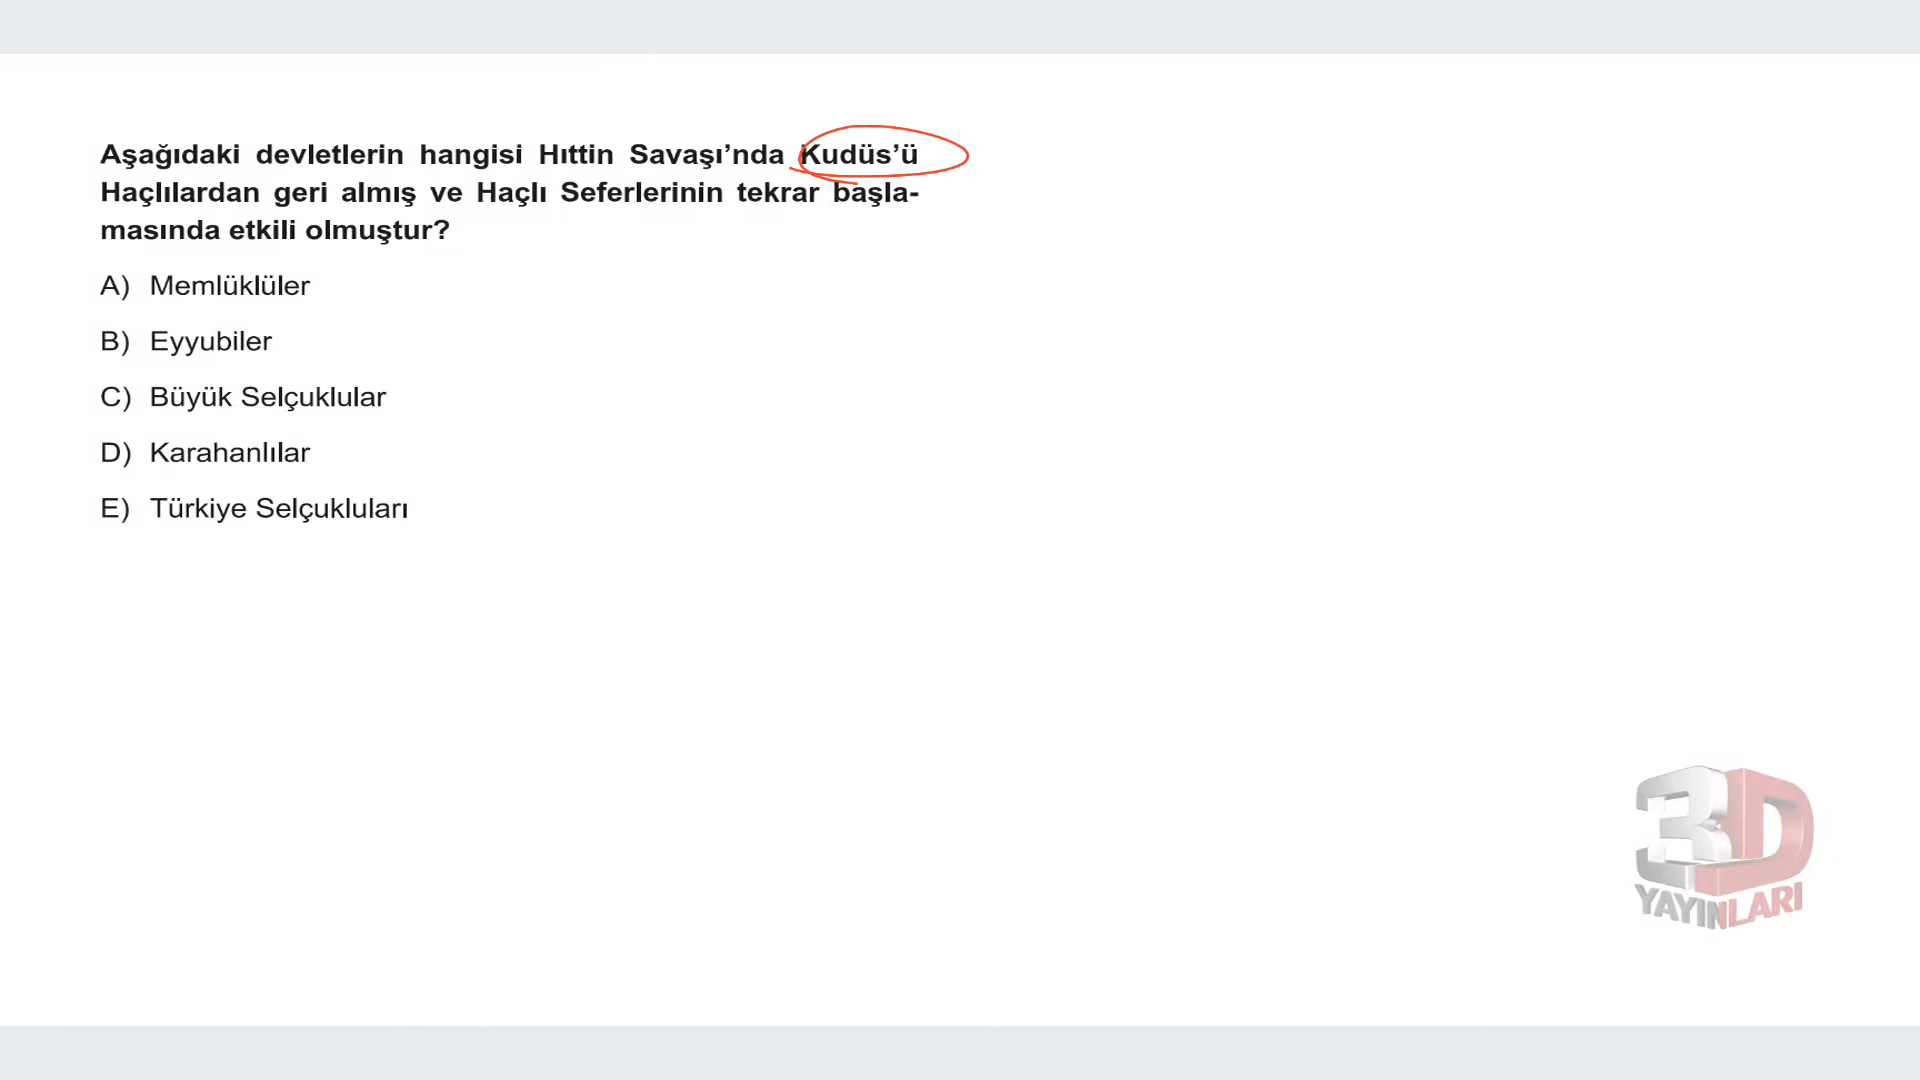 Aşağıdaki devletlerin hangisi Hıttin Savaşı’nda Kudüs’ü
Haçlılardan geri almış ve Haçlı Seferlerinin tekrar başla-
masında etkili olmuştur?
A) Memlüklüler
B) Eyyubiler
C) Büyük Selçuklular
D) Karahanlılar
E) Türkiye Selçukluları
3D
YAYINLARI